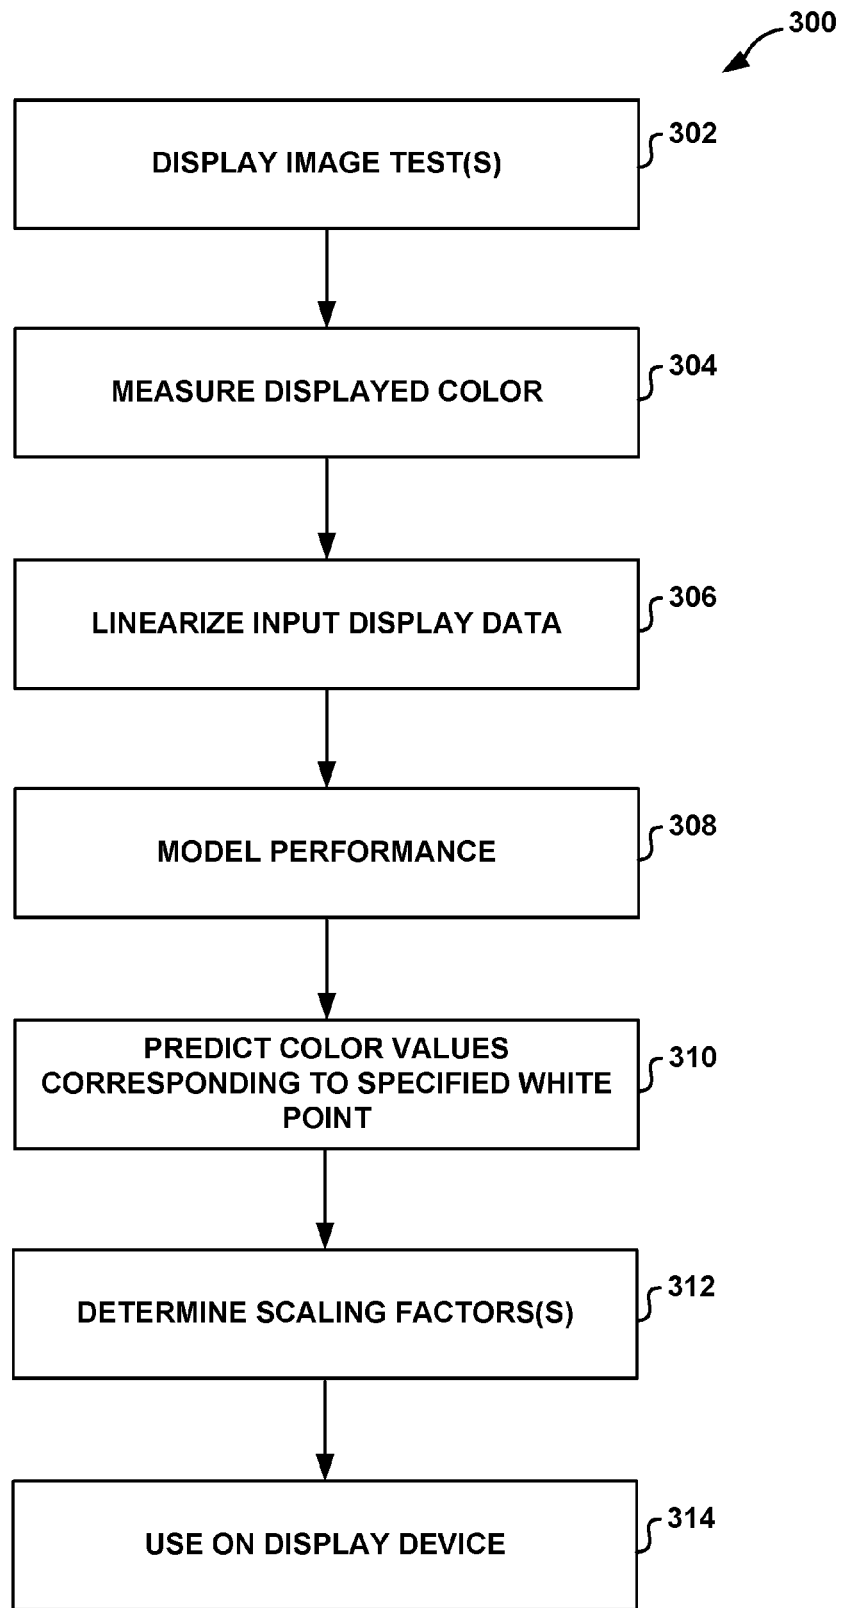 300
DISPLAY IMAGE TEST(S)
302
MEASURE DISPLAYED COLOR
304
LINEARIZE INPUT DISPLAY DATA
306
MODEL PERFORMANCE
308
PREDICT COLOR VALUES
CORRESPONDING TO SPECIFIED WHITE
POINT
310
DETERMINE SCALING FACTORS(S)
312
USE ON DISPLAY DEVICE
314